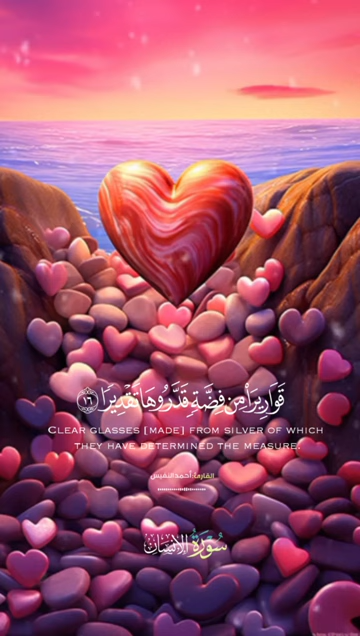 قَوَارِيرَا۟ مِن فِضَّةٍ قَدَّرُوهَا تَقْدِيرًا ١٦
CLEAR GLASSES [MADE] FROM SILVER OF WHICH
THEY HAVE DETERMINED THE MEASURE.
القارئ: أحمد النفيس
سُورَةُ الإِنْسَانِ